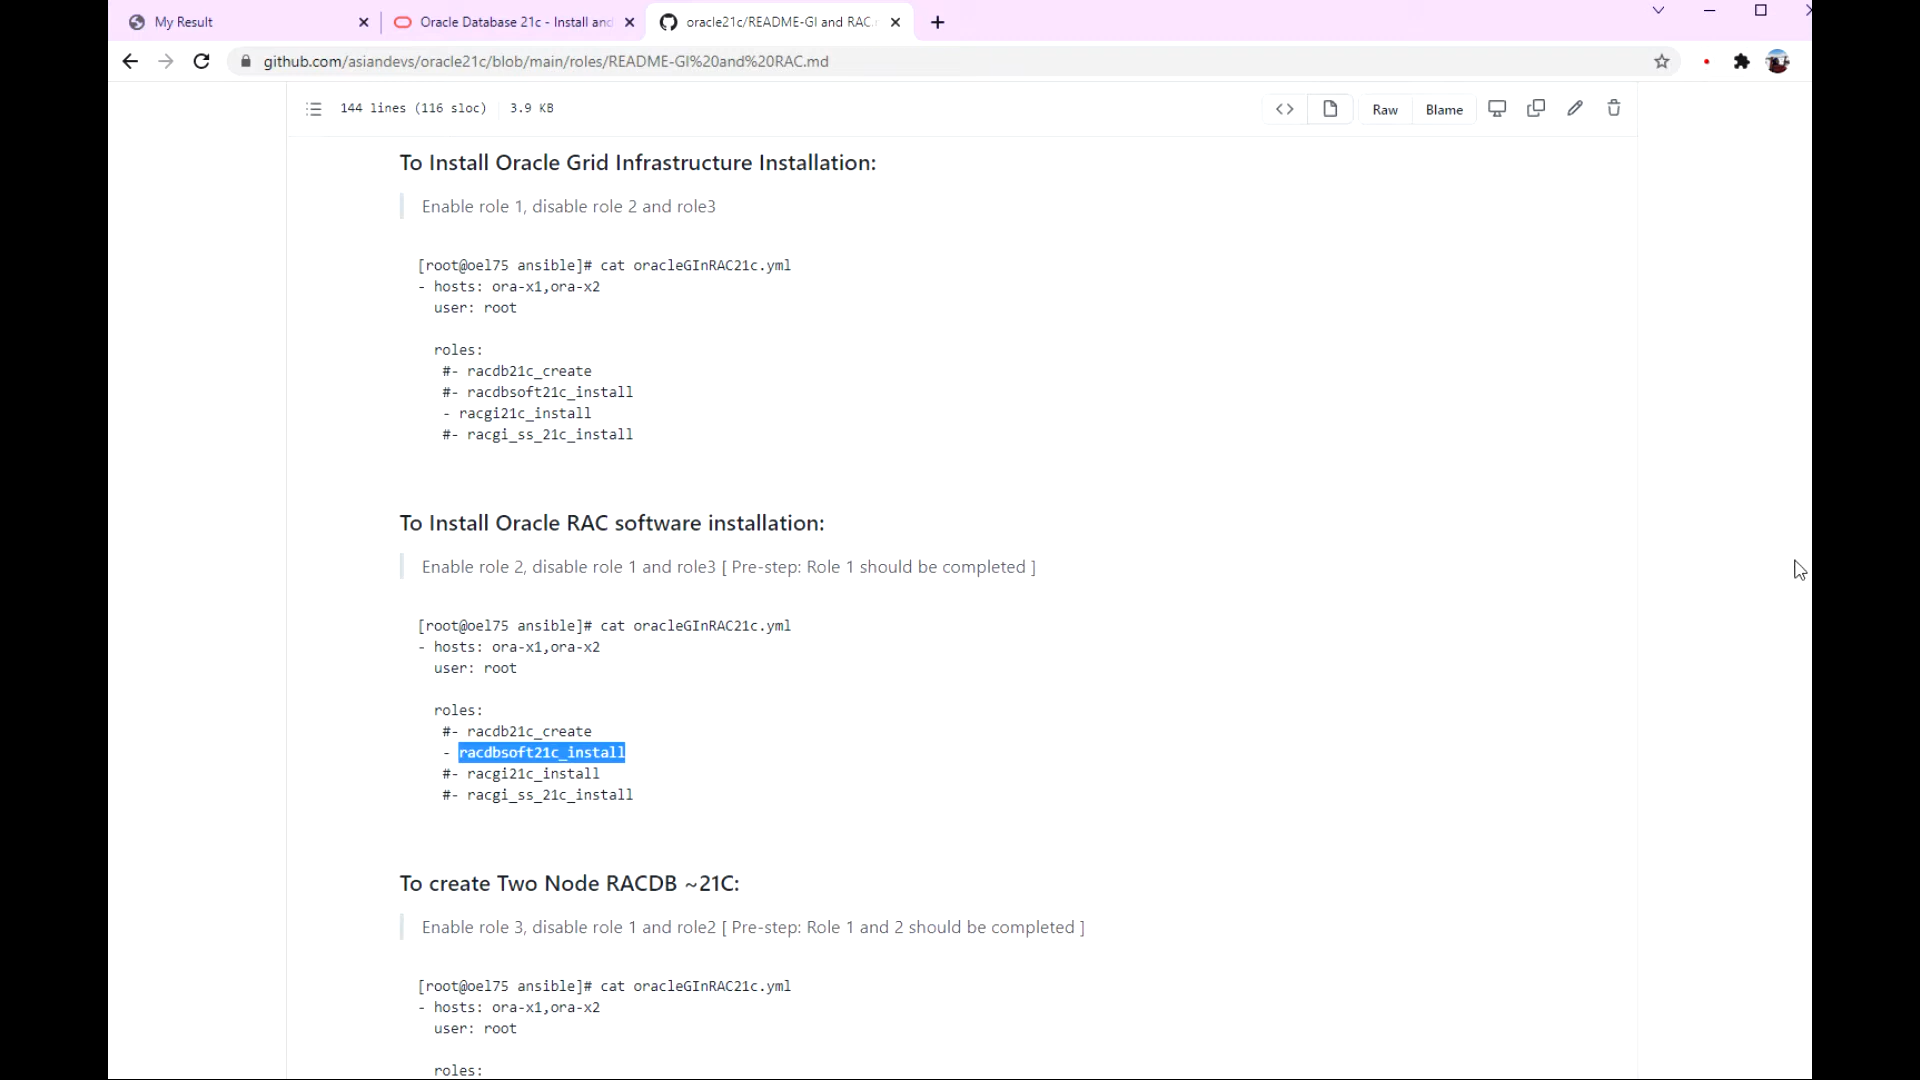 My Result
Oracle Database 21c - Install and
oracle21c/README-GI and RAC.
github.com/asiandevs/oracle21c/blob/main/roles/README-GI%20and%20RAC.md
144 lines (116 sloc) 3.9 KB
Raw
Blame
To Install Oracle Grid Infrastructure Installation:
Enable role 1, disable role 2 and role3
[root@oel75 ansible]# cat oracleGInRAC21c.yml
- hosts: ora-x1,ora-x2
user: root
roles:
#- racdb21c_create
#- racdbsoft21c_install
- racgi21c_install
#- racgi_ss_21c_install
To Install Oracle RAC software installation:
Enable role 2, disable role 1 and role3 [ Pre-step: Role 1 should be completed ]
[root@oel75 ansible]# cat oracleGInRAC21c.yml
- hosts: ora-x1,ora-x2
user: root
roles:
#- racdb21c_create
- racdbsoft21c_install
#- racgi21c_install
#- racgi_ss_21c_install
To create Two Node RACDB ~21C:
Enable role 3, disable role 1 and role2 [ Pre-step: Role 1 and 2 should be completed ]
[root@oel75 ansible]# cat oracleGInRAC21c.yml
- hosts: ora-x1,ora-x2
user: root
roles: